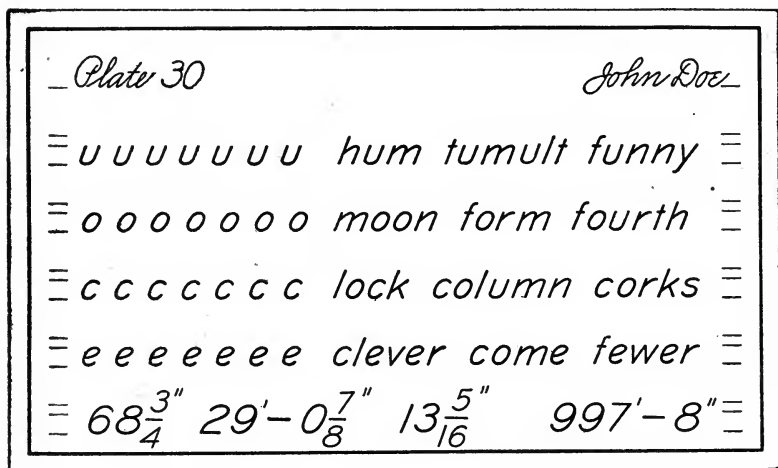 Plate 30 John Doe
u u u u u u u hum tumult funny
o o o o o o o moon form fourth
c c c c c c c lock column corks
e e e e e e e clever come fewer
68 3/4" 29'-0 7/8" 13 5/16" 997'-8"